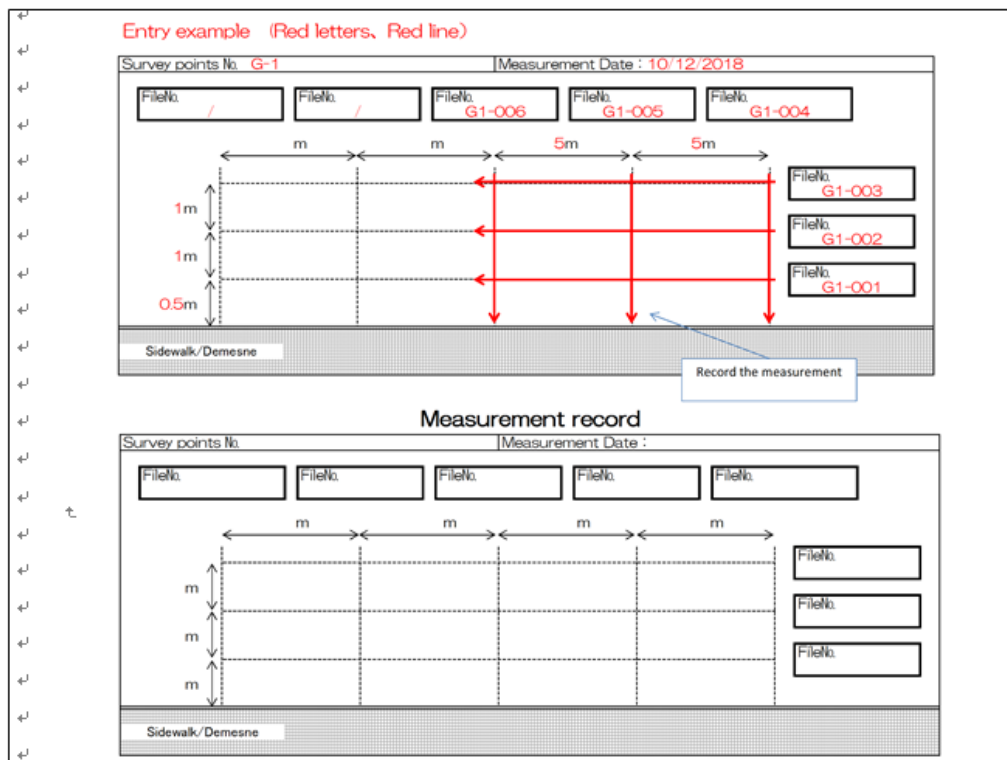 Entry example （Red letters、Red line）
Survey points No. G-1 Measurement Date：10/12/2018
FileNo. FileNo. FileNo. FileNo. FileNo.
/ / G1-006 G1-005 G1-004
m m 5m 5m
FileNo.
G1-003
1m
FileNo.
G1-002
1m
FileNo.
G1-001
0.5m
Sidewalk/Demesne
Record the measurement
Measurement record
Survey points No. Measurement Date：
FileNo. FileNo. FileNo. FileNo. FileNo.
m m m m
FileNo.
m
FileNo.
m
FileNo.
m
Sidewalk/Demesne